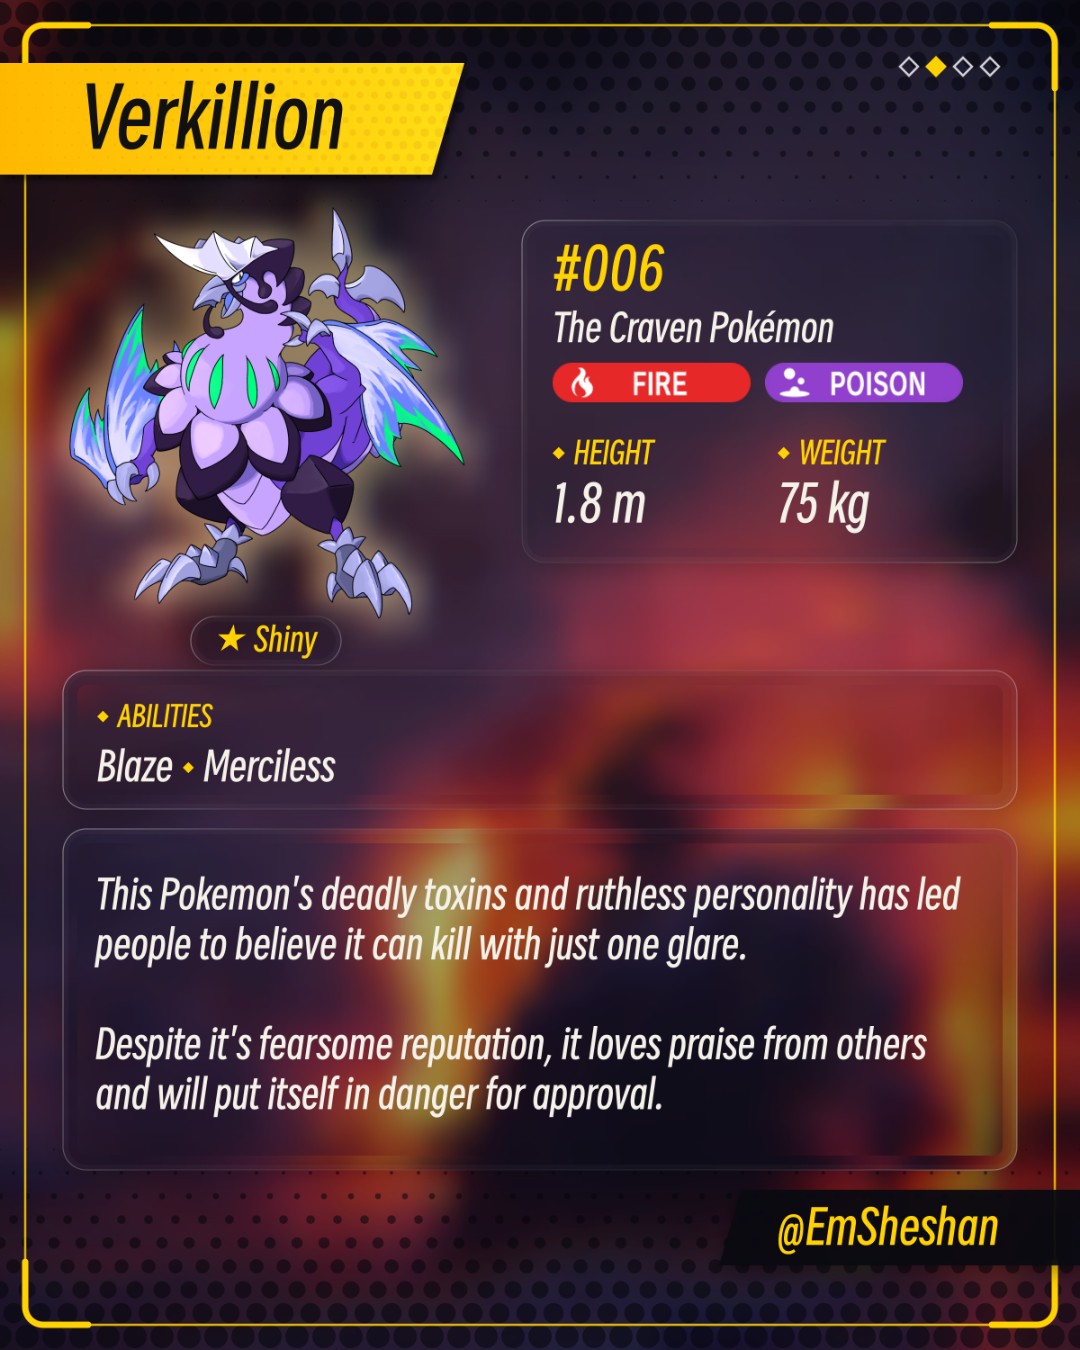 Verkillion
#006
The Craven Pokémon
FIRE POISON
HEIGHT WEIGHT
1.8 m 75 kg
★ Shiny
ABILITIES
Blaze ⬥ Merciless
This Pokemon's deadly toxins and ruthless personality has led
people to believe it can kill with just one glare.
Despite it's fearsome reputation, it loves praise from others
and will put itself in danger for approval.
@EmSheshan